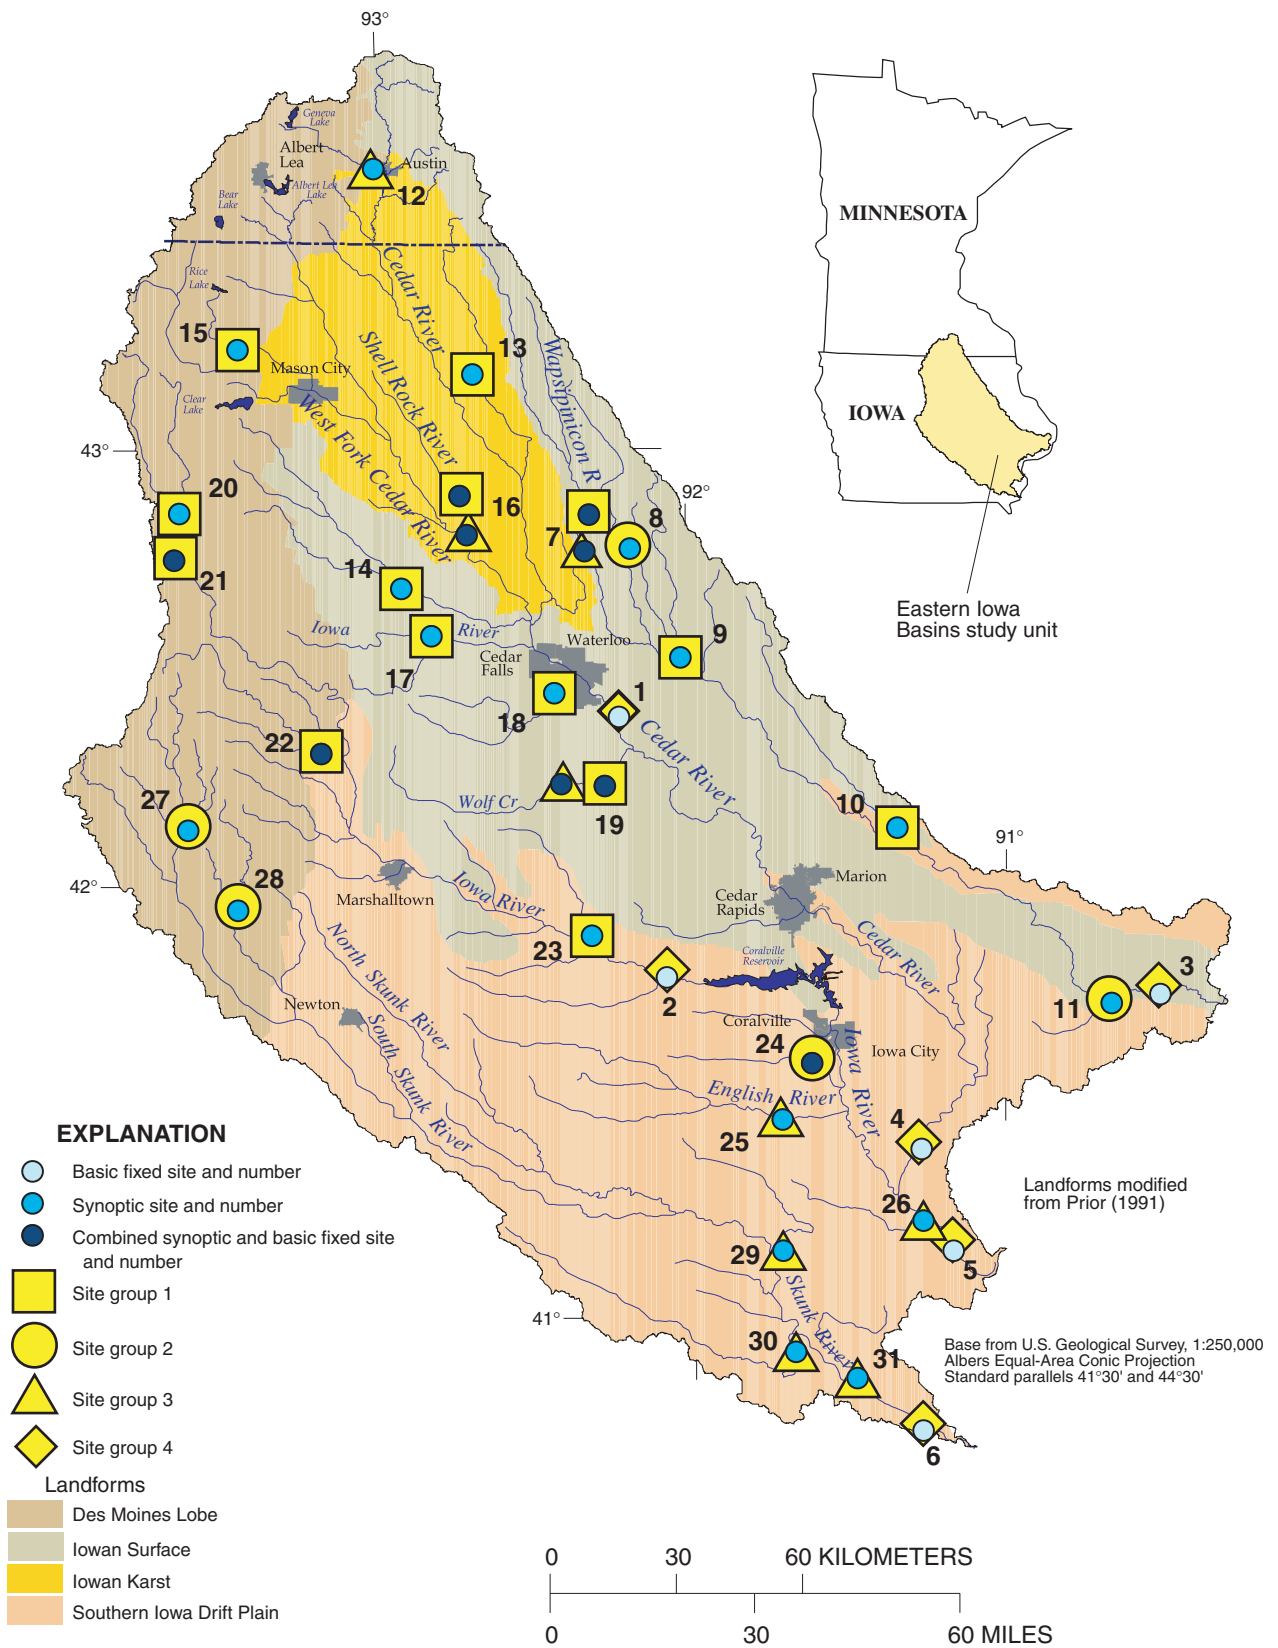 93°
Geneva
Lake
Albert
Lea
Austin
Albert Lea
Lake
12
Bear
Lake
MINNESOTA
Rice
Lake
Cedar River
15
13
Shell Rock River
Wapsipinicon R
Mason City
Clear
Lake
West Fork Cedar River
IOWA
43°
92°
20
16
7
8
21
14
Eastern Iowa
Basins study unit
Iowa
River
Waterloo
9
Cedar
Falls
17
18
1
22
Cedar River
27
Wolf Cr
19
10
91°
42°
28
Marshalltown
Iowa River
Marion
Cedar
Rapids
23
North Skunk River
Coralville
Reservoir
Cedar River
3
Newton
2
11
South Skunk River
Coralville
24
Iowa City
Iowa River
English River
25
4
EXPLANATION
Basic fixed site and number
Synoptic site and number
Combined synoptic and basic fixed site
and number
Site group 1
Site group 2
Site group 3
Site group 4
Landforms
Des Moines Lobe
Iowan Surface
Iowan Karst
Southern Iowa Drift Plain
Landforms modified
from Prior (1991)
26
29
5
Skunk River
41°
30
31
Base from U.S. Geological Survey, 1:250,000
Albers Equal-Area Conic Projection
Standard parallels 41°30' and 44°30'
6
0 30 60 KILOMETERS
0 30 60 MILES